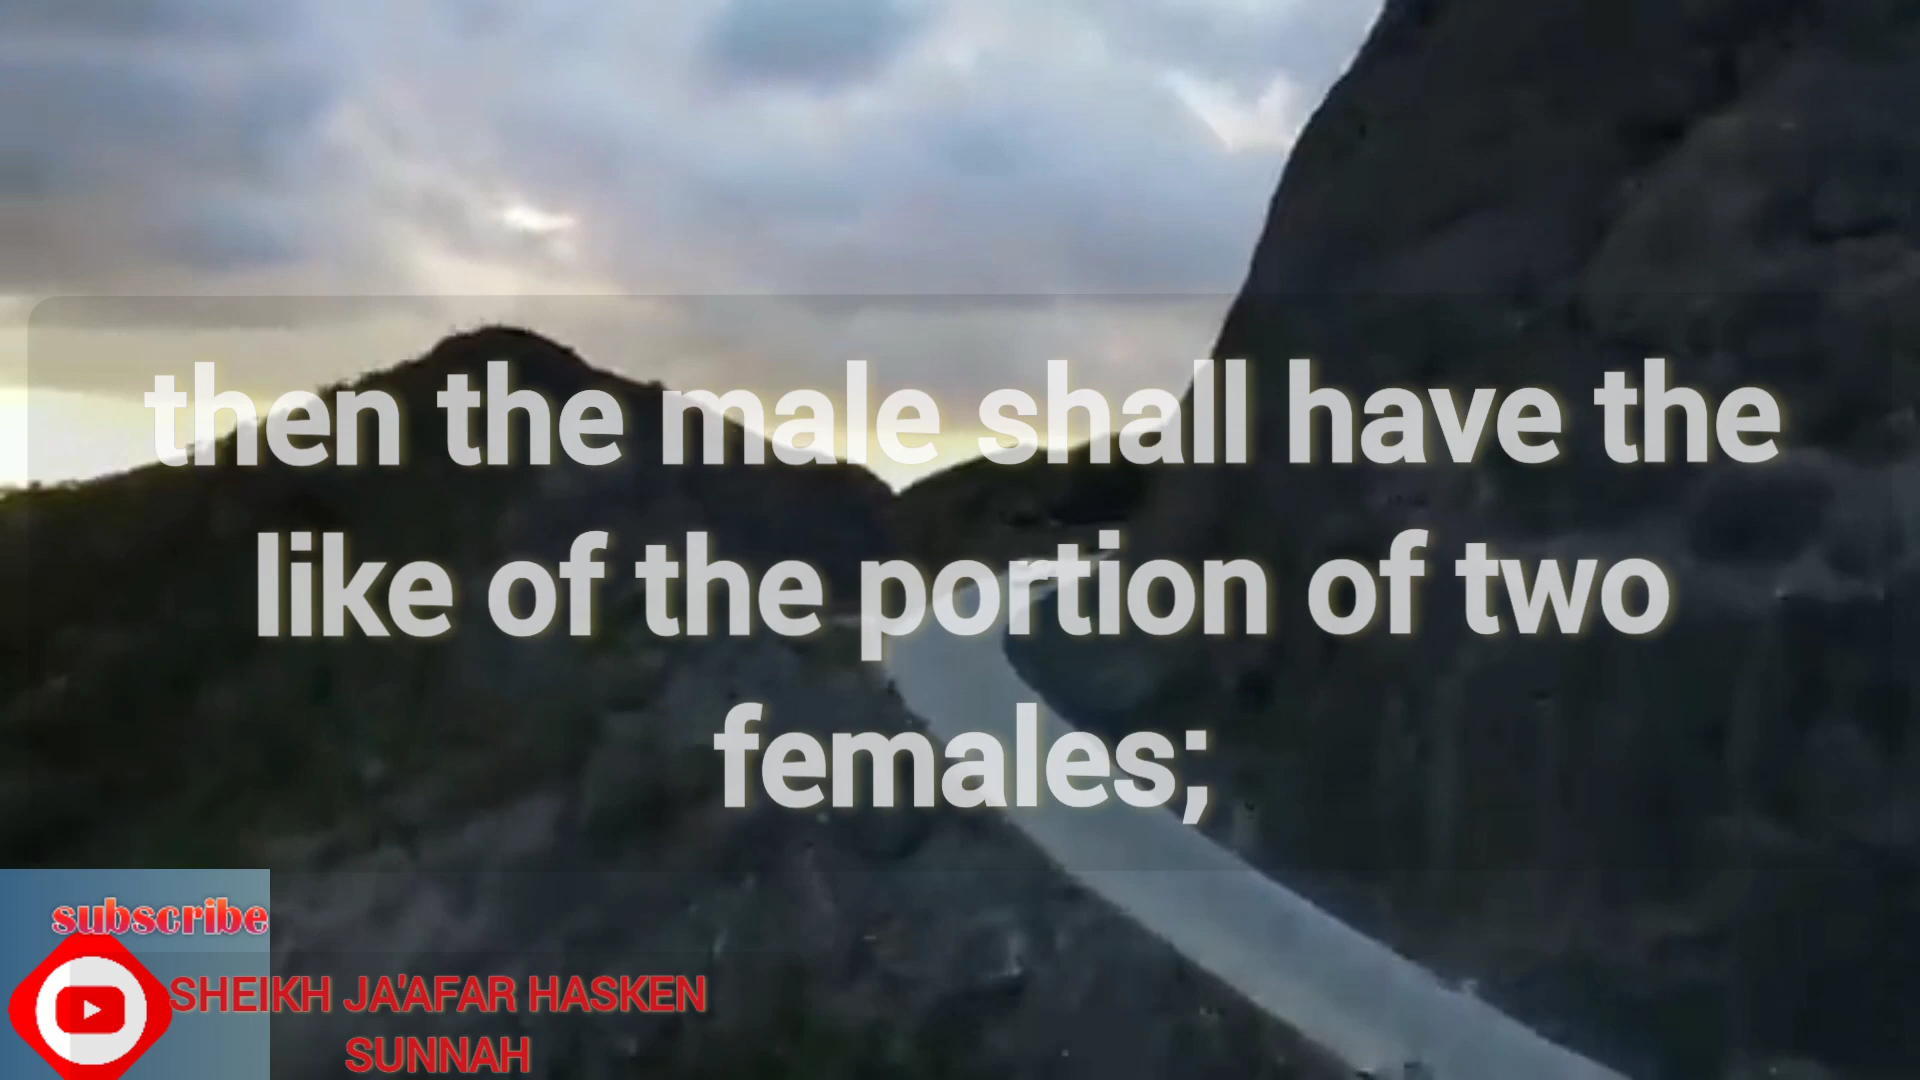 then the male shall have the
like of the portion of two
females;
subscribe
SHEIKH JA'AFAR HASKEN
SUNNAH